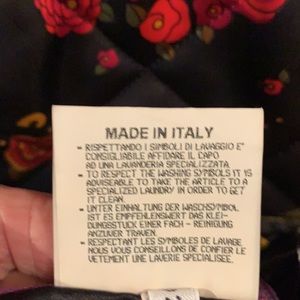 MADE IN ITALY
- RISPETTANDO I SIMBOLI DI LAVAGGIO E'
CONSIGLIABILE AFFIDARE IL CAPO
AD UNA LAVANDERIA SPECIALIZZATA.
- TO RESPECT THE WASHING SYMBOLS IT IS
ADVISEABLE TO TAKE THE ARTICLE TO A
SPECIALIZED LAUNDRY IN ORDER TO GET
IT CLEAN.
- UNTER EINHALTUNG DER WASCHSYMBOL
IST ES EMPFEHLENSWERT DAS KLEI-
DUNGSSTUCK EINER FACH - REINIGUNG
ANZUVER TRAUEN.
- RESPECTANT LES SYMBOLES DE LAVAGE
NOUS VOUS CONSEILLONS DE CONFIER LE
VETEMENT UNE LAVERIE SPECIALISEE.